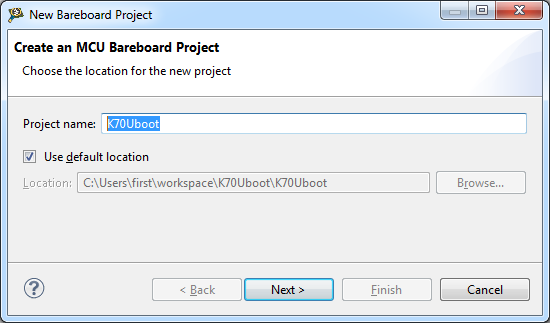 New Bareboard Project
Create an MCU Bareboard Project
Choose the location for the new project
Project name: K70Uboot
Use default location
Location: C:\Users\first\workspace\K70Uboot\K70Uboot Browse...
? < Back Next > Finish Cancel